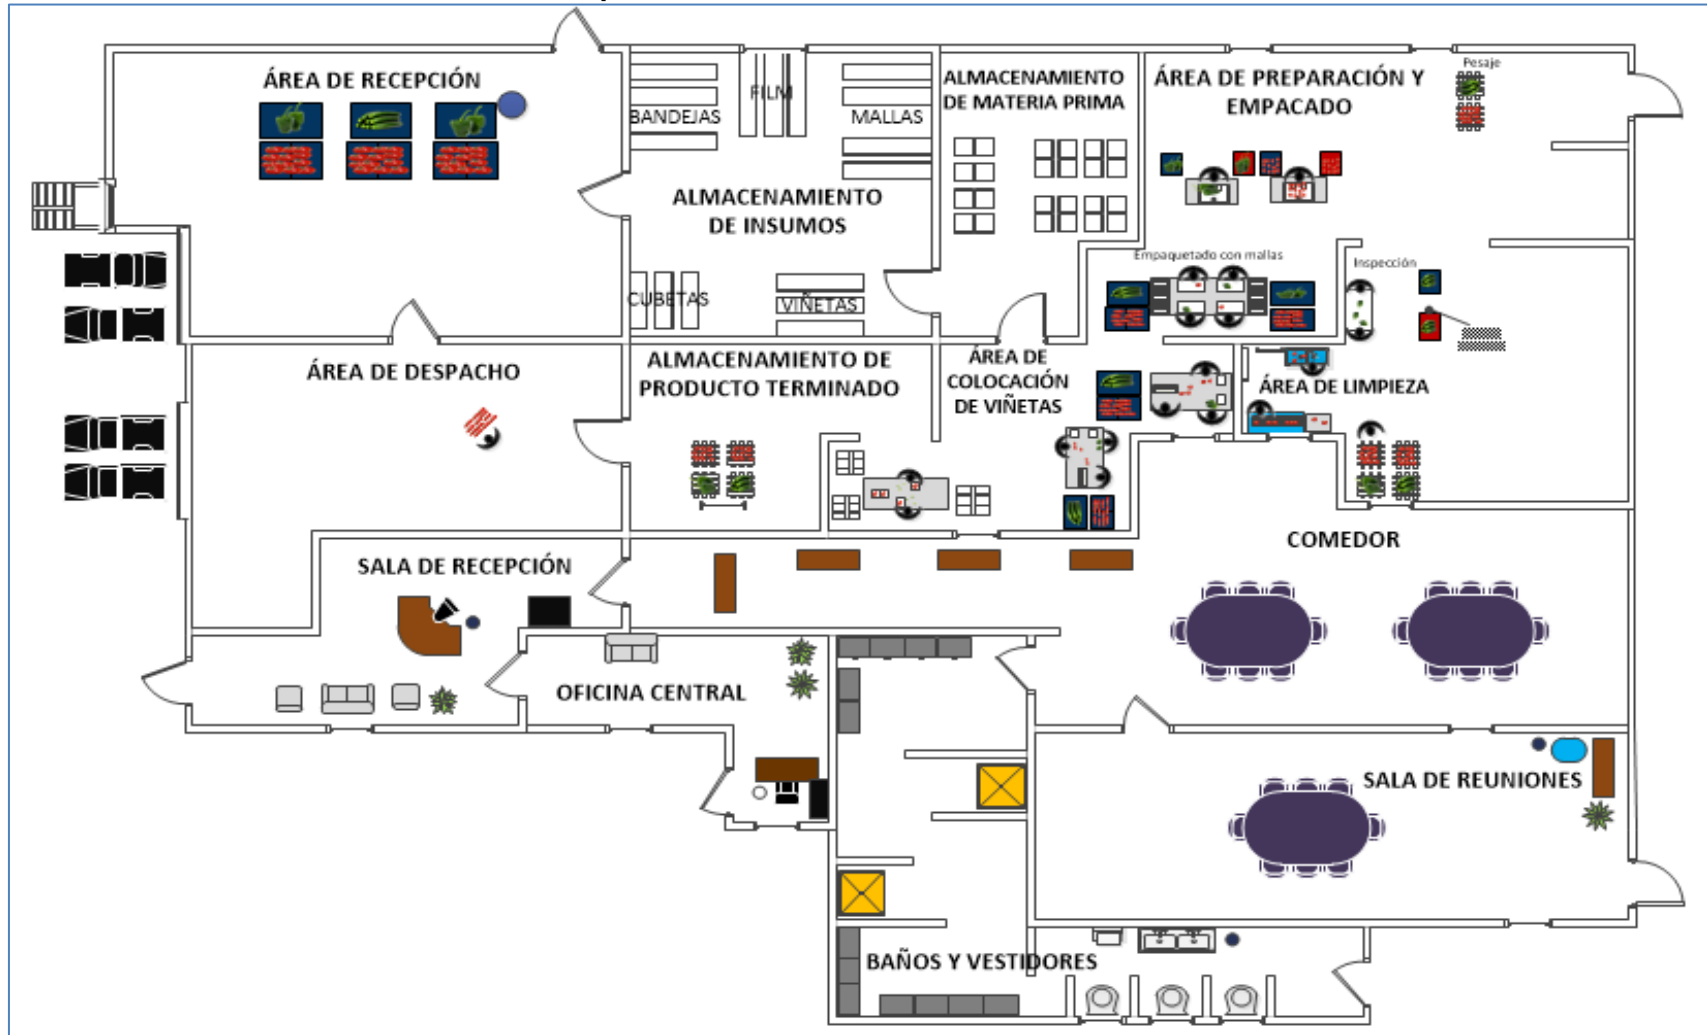 ÁREA DE RECEPCIÓN
BANDEJAS
FILM
MALLAS
ALMACENAMIENTO
DE INSUMOS
CUBETAS
VIÑETAS
ALMACENAMIENTO
DE MATERIA PRIMA
ÁREA DE PREPARACIÓN Y
EMPACADO
Pesaje
Empaquetado con mallas
Inspección
ÁREA DE DESPACHO
ALMACENAMIENTO DE
PRODUCTO TERMINADO
ÁREA DE
COLOCACIÓN
DE VIÑETAS
ÁREA DE LIMPIEZA
SALA DE RECEPCIÓN
COMEDOR
OFICINA CENTRAL
SALA DE REUNIONES
BAÑOS Y VESTIDORES